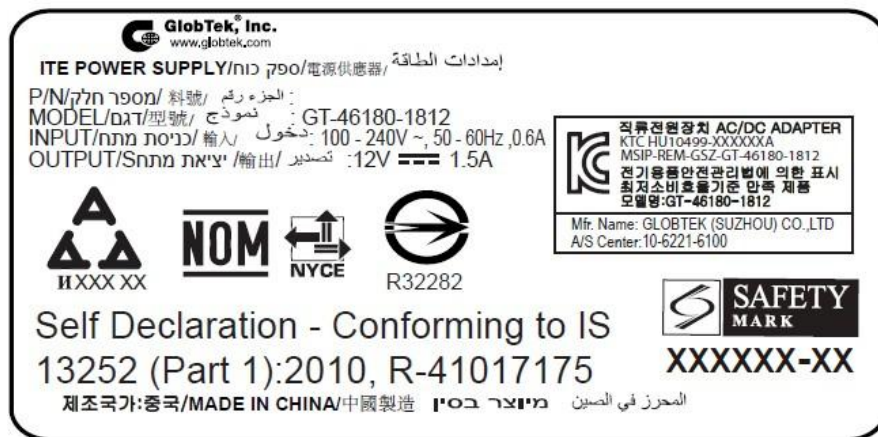 GlobTek, Inc.
www.globtek.com
ITE POWER SUPPLY/ספק כוח/電源供應器/إمدادات الطاقة
P/N/מספר חלק/ 料號/ الجزء رقم :
MODEL/דגם/型號/ نموذج : GT-46180-1812
INPUT/כניסת מתח/ 輸入/ دخول : 100 - 240V ~, 50 - 60Hz ,0.6A
OUTPUT/יציאת מתחS/ 輸出/ تصدير :12V ⎓ 1.5A
직류전원장치 AC/DC ADAPTER
KTC HU10499-XXXXXXA
MSIP-REM-GSZ-GT-46180-1812
전기용품안전관리법에 의한 표시
최저소비효율기준 만족 제품
모델명:GT-46180-1812
Mfr. Name: GLOBTEK (SUZHOU) CO.,LTD
A/S Center:10-6221-6100
ИXXX XX
NOM
NYCE
R32282
SAFETY
MARK
XXXXXX-XX
Self Declaration - Conforming to IS
13252 (Part 1):2010, R-41017175
제조국가:중국/MADE IN CHINA/中國製造 מיוצר בסין المحرز في الصين